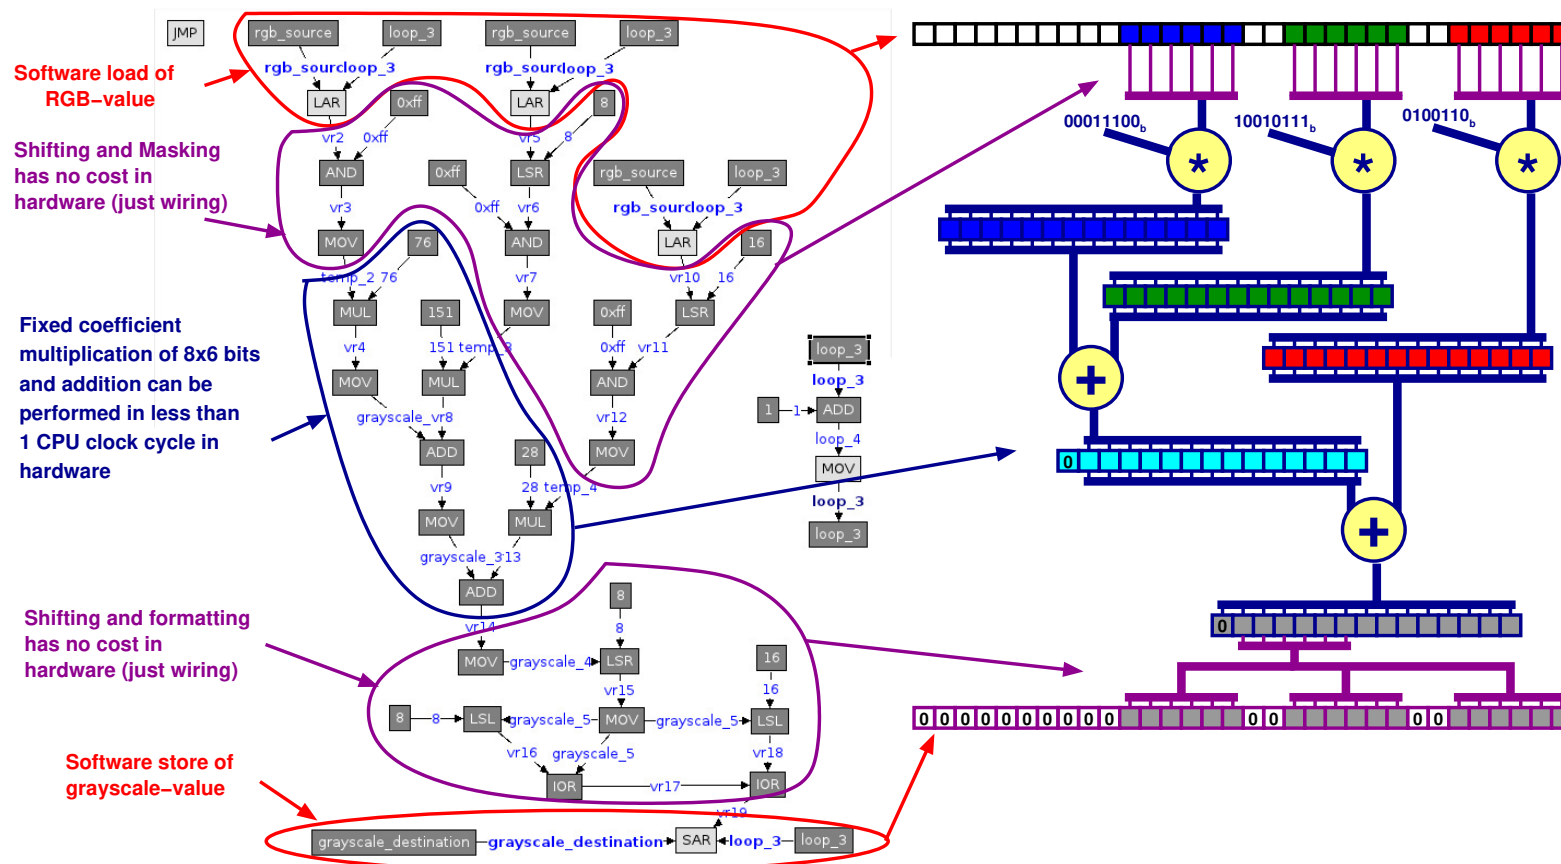 JMP
rgb_source
loop_3
rgb_source
loop_3
rgb_sourcloop_3
rgb_sourcloop_3
LAR
0xff
LAR
8
vr2
0xff
vr5
8
AND
0xff
LSR
rgb_source
loop_3
vr3
0xff
vr6
rgb_sourcloop_3
MOV
76
AND
LAR
16
temp_2
76
vr7
vr10
16
MUL
151
MOV
0xff
LSR
vr4
151
temp_3
0xff
vr11
MOV
MUL
AND
grayscale_
vr8
vr12
ADD
28
MOV
vr9
28
temp_4
MOV
MUL
grayscale_3
13
ADD
vr14
8
8
MOV
grayscale_4
LSR
16
vr15
16
8
8
LSL
grayscale_5
MOV
grayscale_5
LSL
vr16
grayscale_5
vr18
IOR
vr17
IOR
vr19
grayscale_destination
grayscale_destination
SAR
loop_3
loop_3
loop_3
loop_3
1
1
ADD
loop_4
MOV
loop_3
loop_3
Software load of
RGB−value
Shifting and Masking
has no cost in
hardware (just wiring)
Fixed coefficient
multiplication of 8x6 bits
and addition can be
performed in less than
1 CPU clock cycle in
hardware
Shifting and formatting
has no cost in
hardware (just wiring)
Software store of
grayscale−value
00011100b
10010111b
0100110b
*
*
*
+
0
+
0
0 0 0 0 0 0 0 0 0 0 0 0 0 0